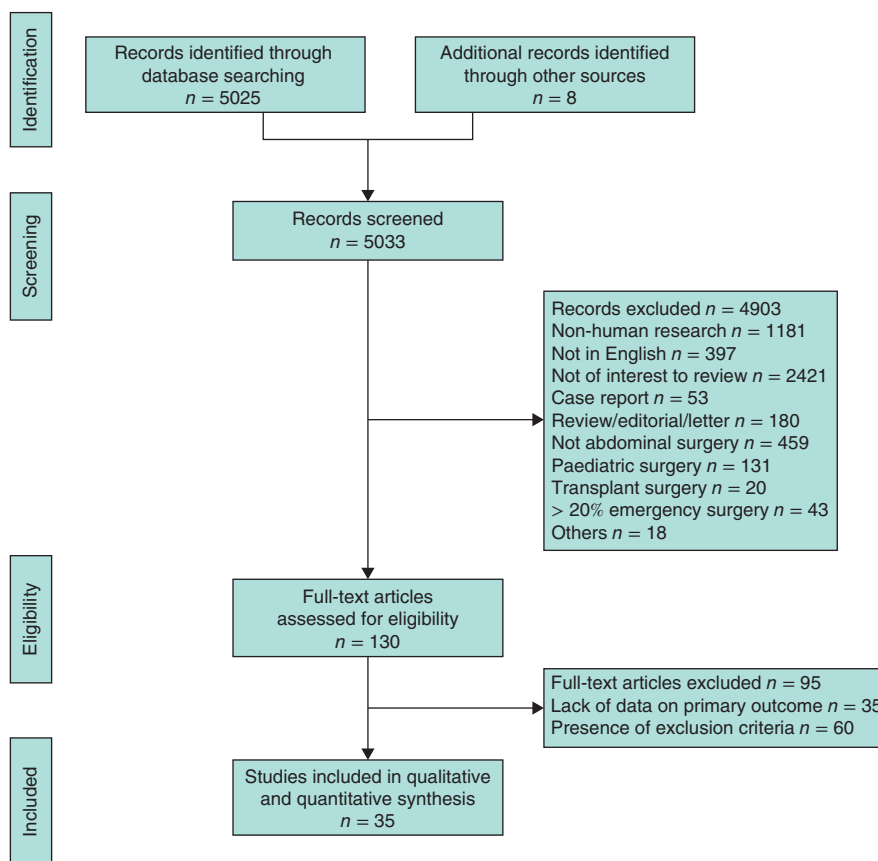 Identification
Records identified through
database searching
n = 5025
Additional records identified
through other sources
n = 8
Screening
Records screened
n = 5033
Records excluded n = 4903
Non-human research n = 1181
Not in English n = 397
Not of interest to review n = 2421
Case report n = 53
Review/editorial/letter n = 180
Not abdominal surgery n = 459
Paediatric surgery n = 131
Transplant surgery n = 20
> 20% emergency surgery n = 43
Others n = 18
Eligibility
Full-text articles
assessed for eligibility
n = 130
Full-text articles excluded n = 95
Lack of data on primary outcome n = 35
Presence of exclusion criteria n = 60
Included
Studies included in qualitative
and quantitative synthesis
n = 35